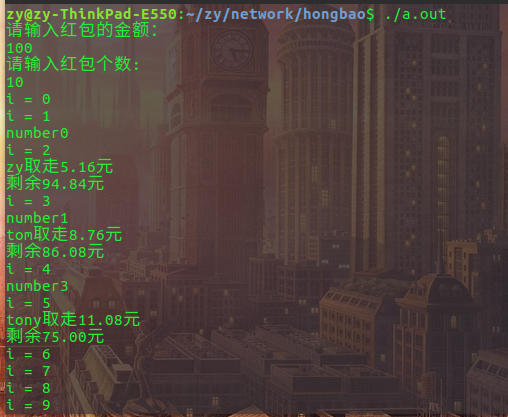 zy@zy-ThinkPad-E550:~/zy/network/hongbao$ ./a.out
请输入红包的金额：
100
请输入红包个数：
10
i = 0
i = 1
number0
i = 2
zy取走5.16元
剩余94.84元
i = 3
number1
tom取走8.76元
剩余86.08元
i = 4
number3
i = 5
tony取走11.08元
剩余75.00元
i = 6
i = 7
i = 8
i = 9